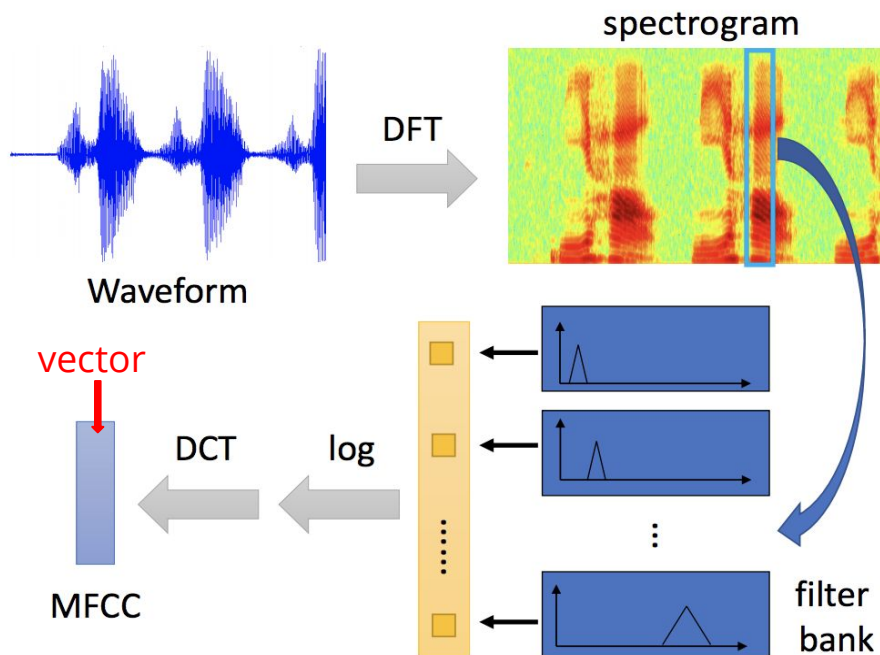 spectrogram
DFT
Waveform
vector
DCT
log
MFCC
⋮
......
filter
bank